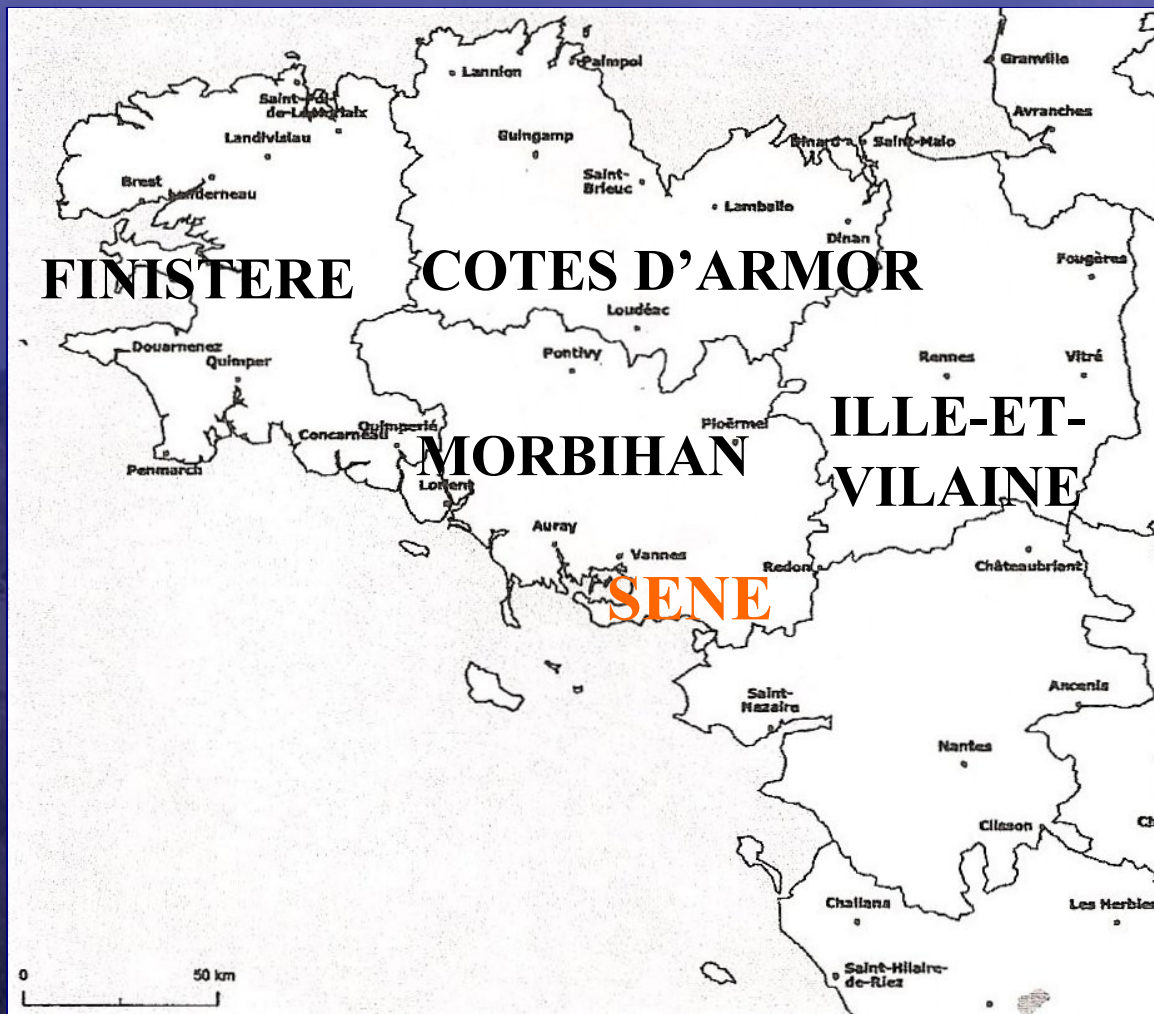 Granville
Paimpol
Lannion
Saint-Pol-
de-Le
Morlaix
Avranches
Landivisiau
Guingamp
Dinard
Saint-Malo
Saint-
Brieuc
Brest
Landerneau
Lamballe
Dinan
FINISTERE
COTES D’ARMOR
Fougères
Loudéac
Douarnenez
Quimper
Pontivy
Rennes
Vitré
ILLE-ET-
VILAINE
Quimperlé
Concarneau
Ploërmel
MORBIHAN
Penmarch
Lorient
Auray
Vannes
Redon
Châteaubriant
SENE
Saint-
Nazaire
Ancenis
Nantes
Clisson
Ch
Challans
Les Herbie
0
50 km
Saint-Hilaire-
de-Riez